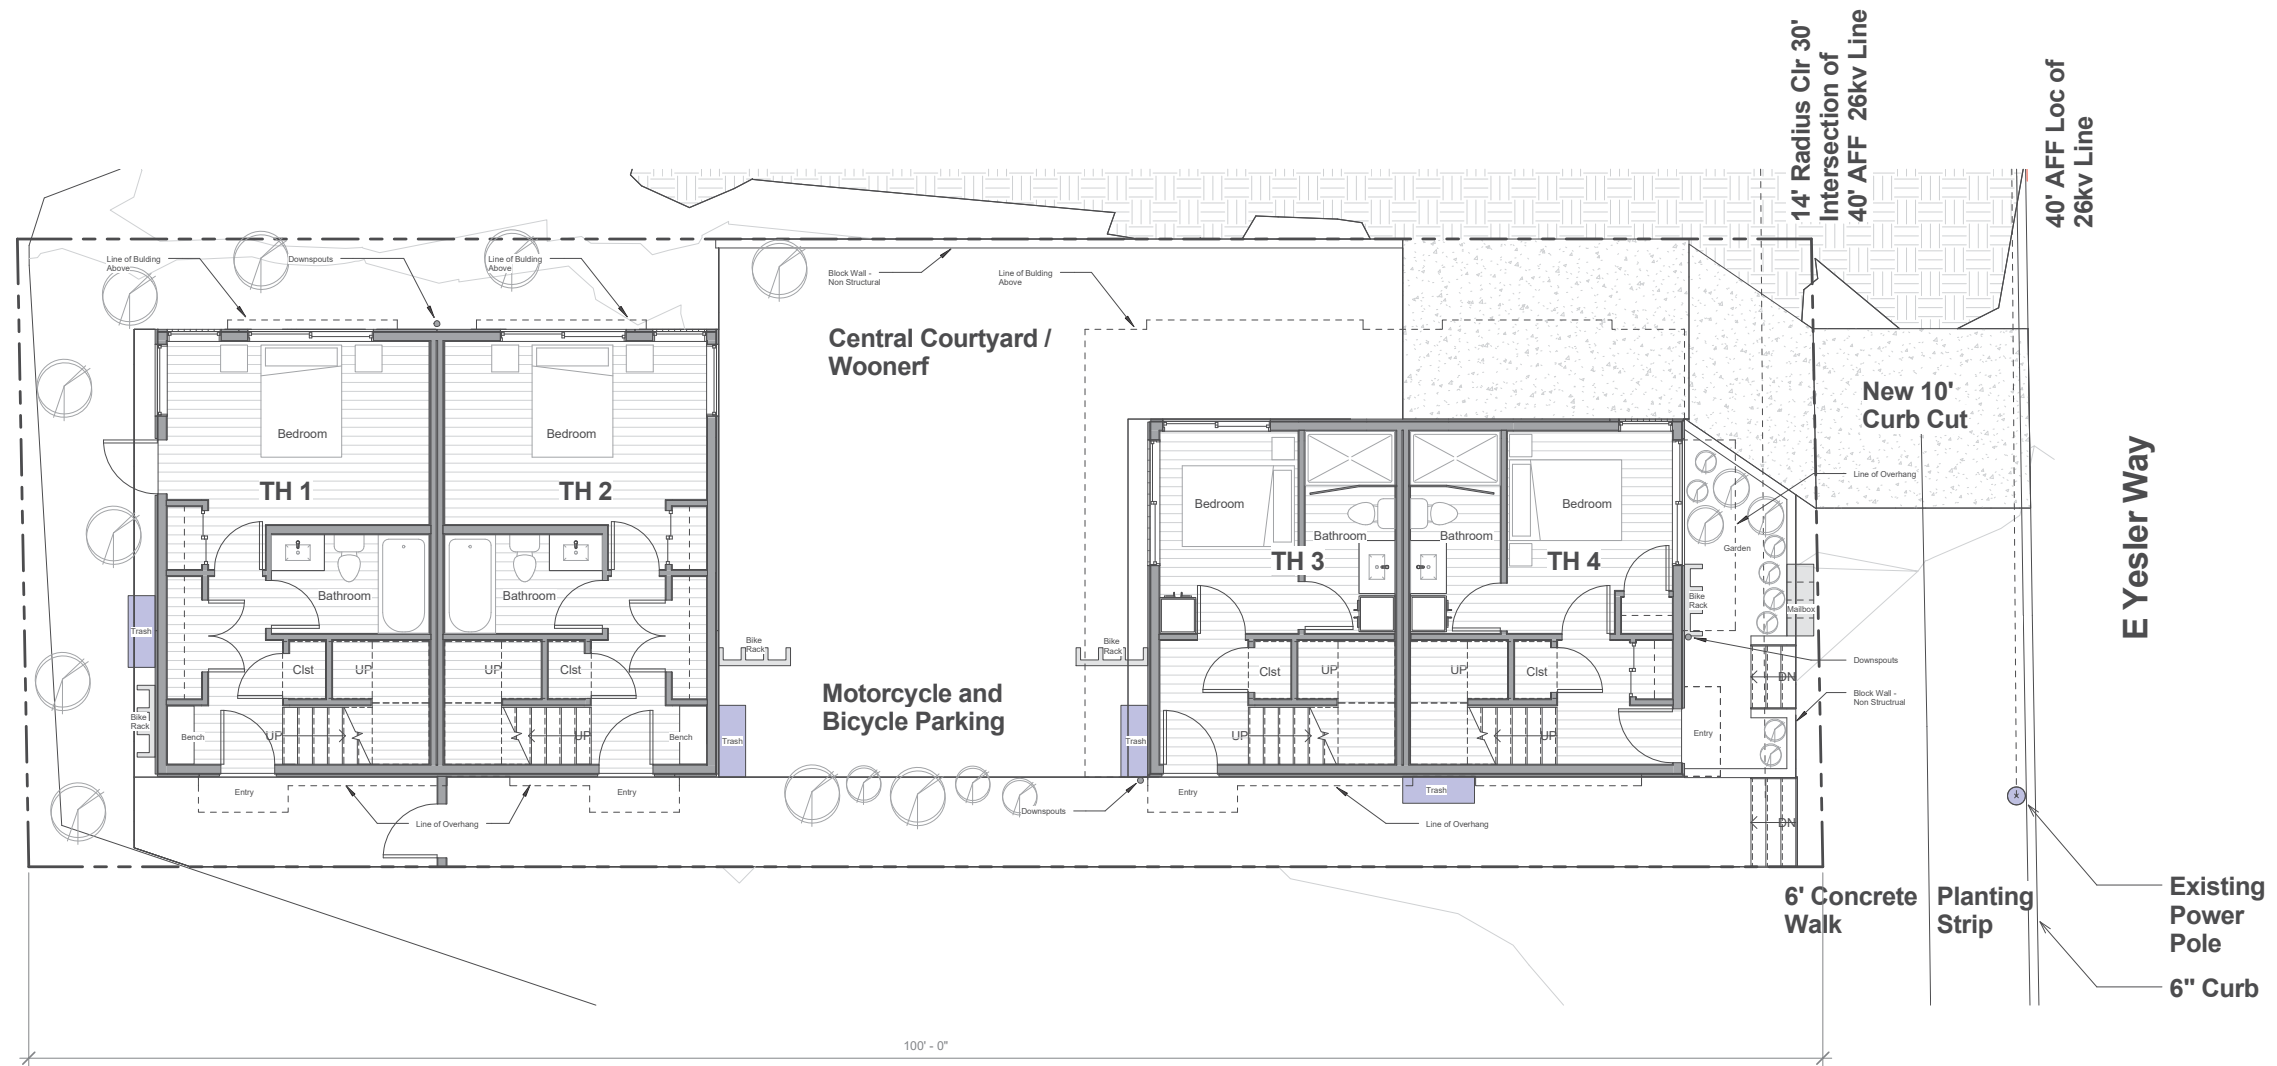 14' Radius Clr 30'
Intersection of
40' AFF 26kv Line
40' AFF Loc of
26kv Line
Line of Bulding
Above
Downspouts
Line of Bulding
Above
Block Wall -
Non Structural
Line of Bulding
Above
Central Courtyard /
Woonerf
New 10'
Curb Cut
E Yesler Way
Line of Overhang
Bedroom
Bedroom
TH 1
TH 2
Bedroom
Bedroom
Bathroom
Bathroom
TH 3
TH 4
Garden
Bathroom
Bathroom
Bike
Rack
Mailbox
Trash
Bike
Rack
Bike
Rack
Clst
UP
UP
Clst
Clst
UP
UP
Clst
Downspouts
DN
Motorcycle and
Bicycle Parking
Block Wall -
Non Structrual
Bike
Rack
Bench
UP
UP
Bench
Trash
Trash
UP
UP
Entry
Entry
Entry
Downspouts
Entry
Trash
Line of Overhang
Line of Overhang
DN
6' Concrete
Walk
Planting
Strip
Existing
Power
Pole
6" Curb
100' - 0"